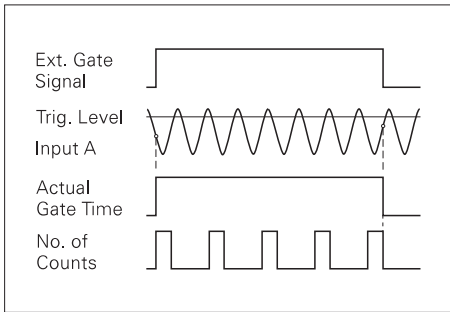 Ext. Gate
Signal
Trig. Level
Input A
Actual
Gate Time
No. of
Counts